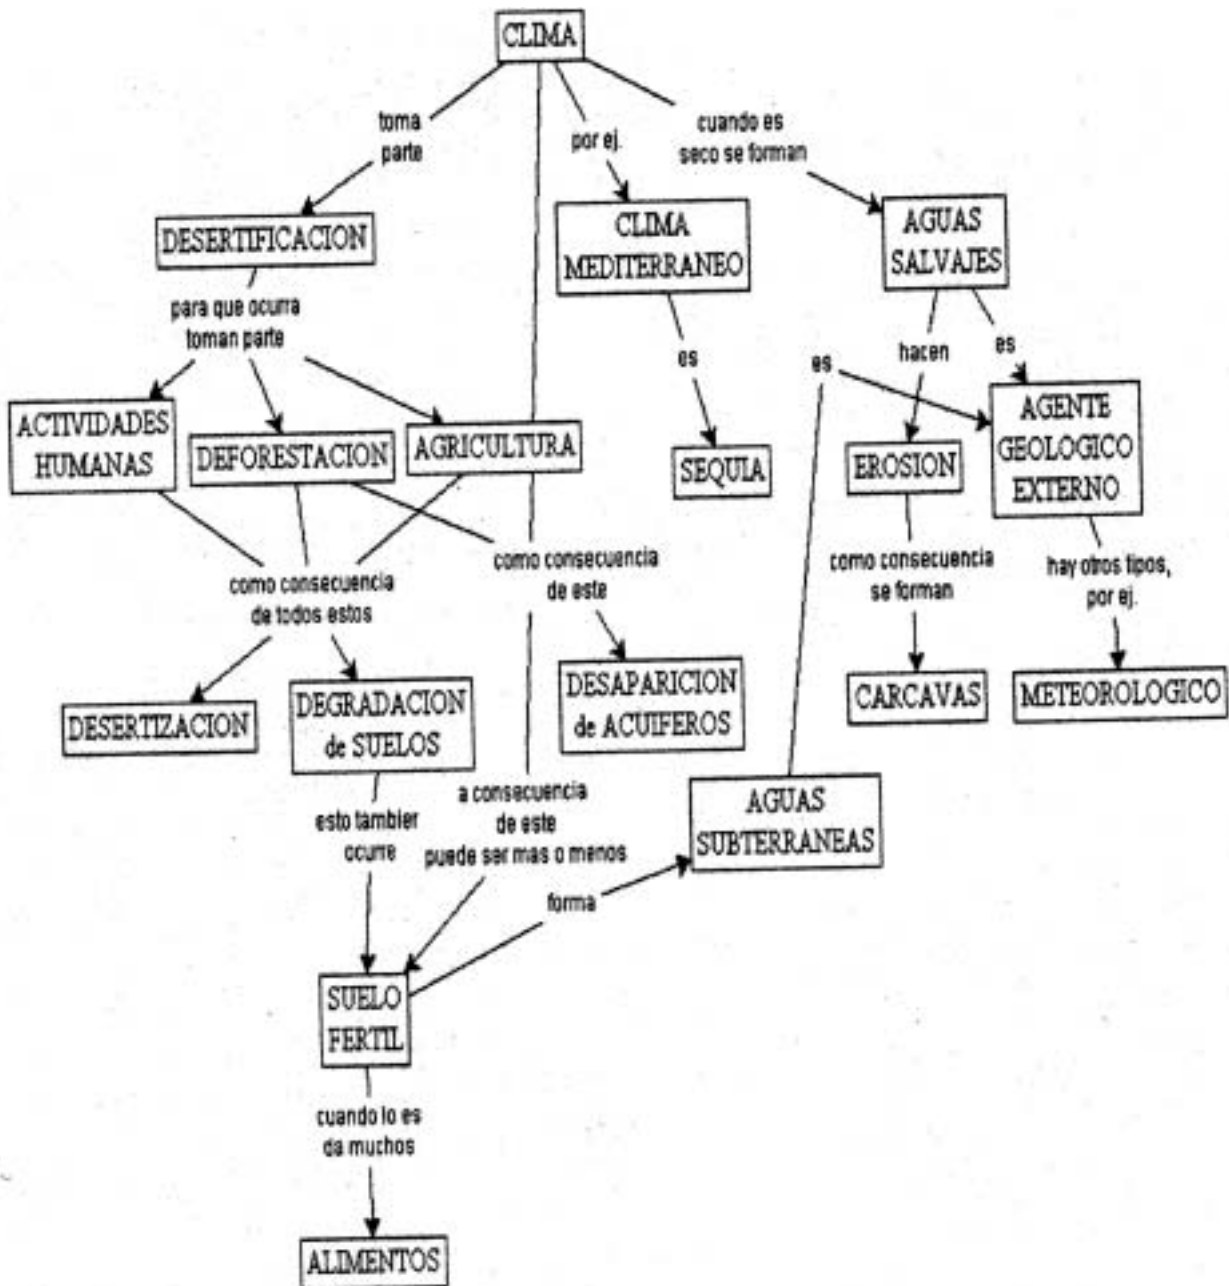 CLIMA
toma
parte
por ej.
cuando es
seco se forman
DESERTIFICACION
CLIMA
MEDITERRANEO
AGUAS
SALVAJES
para que ocurra
toman parte
es
es
hacen
es
ACTIVIDADES
HUMANAS
DEFORESTACION
AGRICULTURA
SEQUIA
EROSION
AGENTE
GEOLOGICO
EXTERNO
como consecuencia
de todos estos
como consecuencia
de este
como consecuencia
se forman
hay otros tipos,
por ej.
DESERTIZACION
DEGRADACION
de SUELOS
DESAPARICION
de ACUIFEROS
CARCAVAS
METEOROLOGICO
esto tambier
ocurre
a consecuencia
de este
puede ser mas o menos
AGUAS
SUBTERRANEAS
forma
SUELO
FERTIL
cuando lo es
da muchos
ALIMENTOS